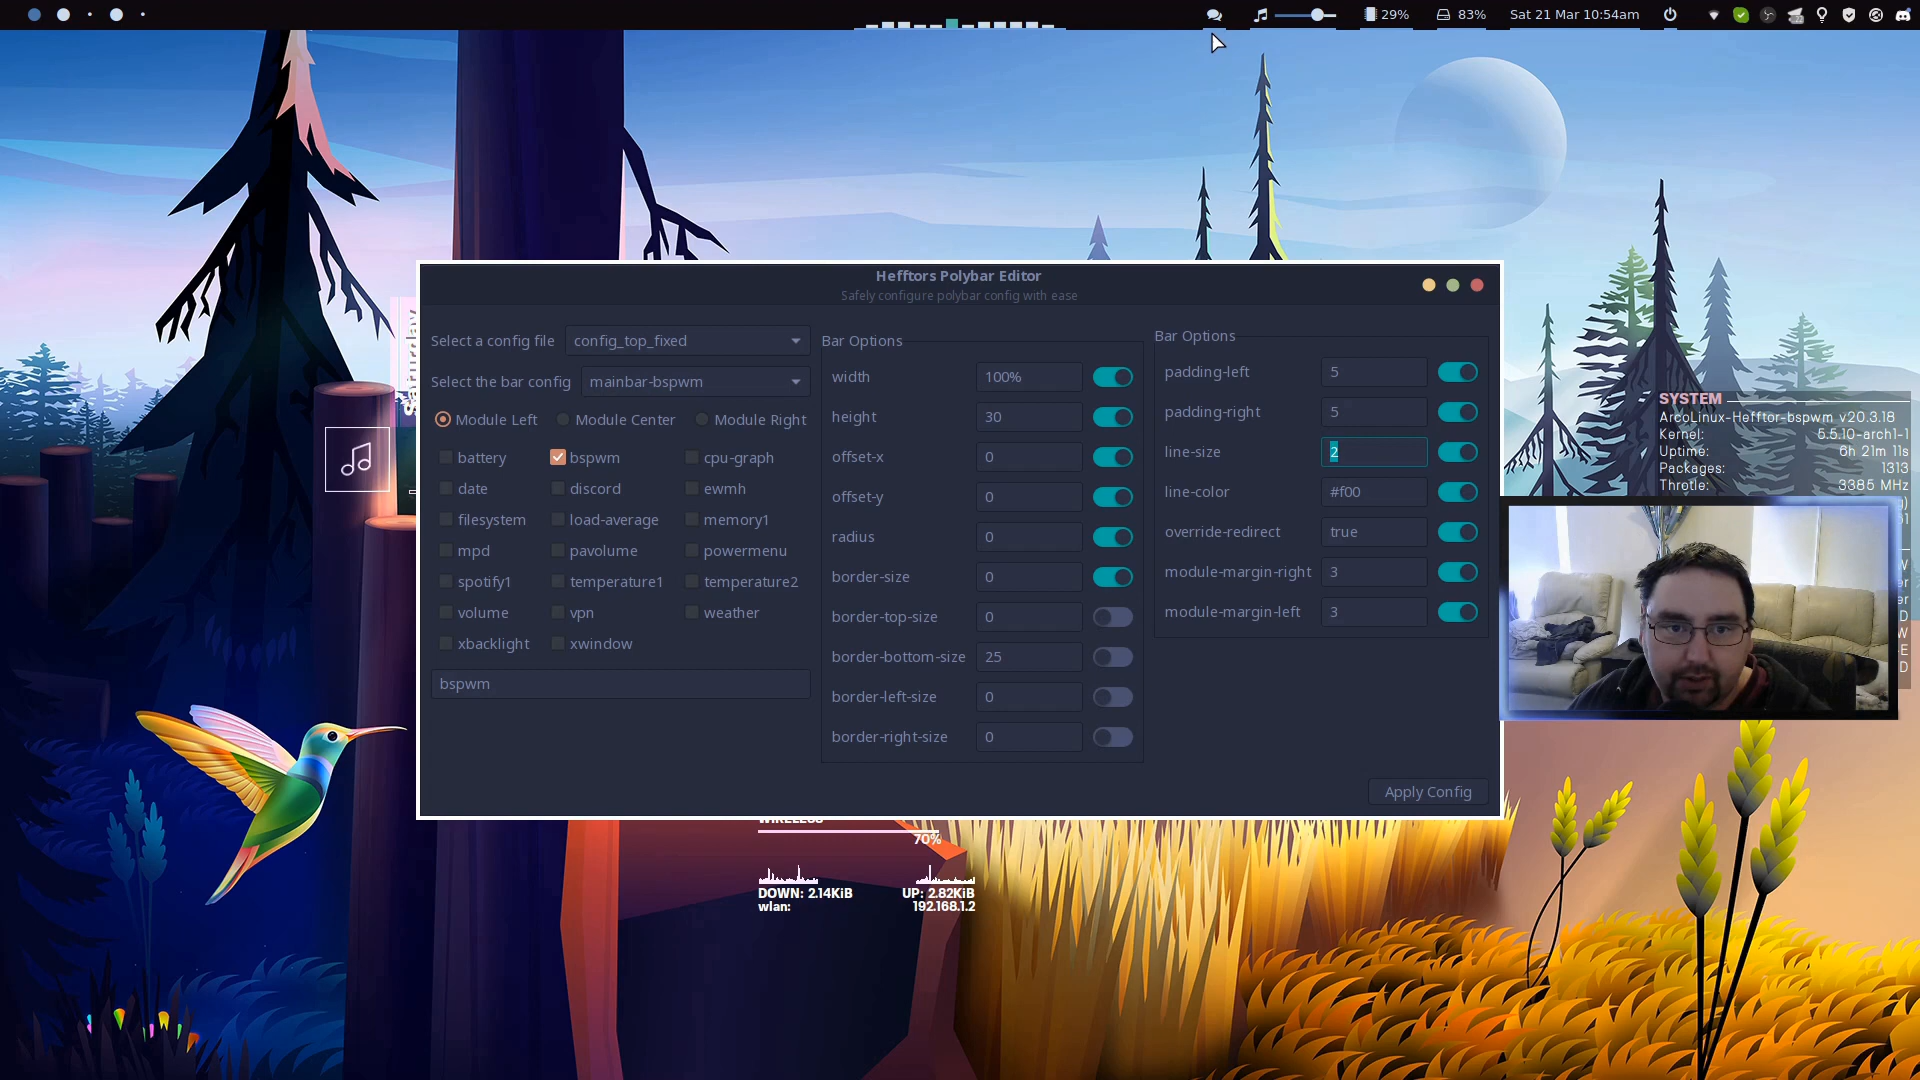 29%
83%
Sat 21 Mar 10:54am
Hefftors Polybar Editor
Safely configure polybar config with ease
Select a config file
config_top_fixed
Select the bar config
mainbar-bspwm
Module Left
Module Center
Module Right
battery
bspwm
cpu-graph
date
discord
ewmh
filesystem
load-average
memory1
mpd
pavolume
powermenu
spotify1
temperature1
temperature2
volume
vpn
weather
xbacklight
xwindow
bspwm
Bar Options
width
100%
height
30
offset-x
0
offset-y
0
radius
0
border-size
0
border-top-size
0
border-bottom-size
25
border-left-size
0
border-right-size
0
Bar Options
padding-left
5
padding-right
5
line-size
2
line-color
#f00
override-redirect
true
module-margin-right
3
module-margin-left
3
Apply Config
SYSTEM
ArcoLinux-Hefftor-bspwm v20.3.18
Kernel: 5.5.10-arch1-1
Uptime: 6h 21m 11s
Packages: 1313
Throtle: 3385 MHz
WIRELESS
70%
DOWN: 2.14KiB
UP: 2.82KiB
wlan:
192.168.1.2